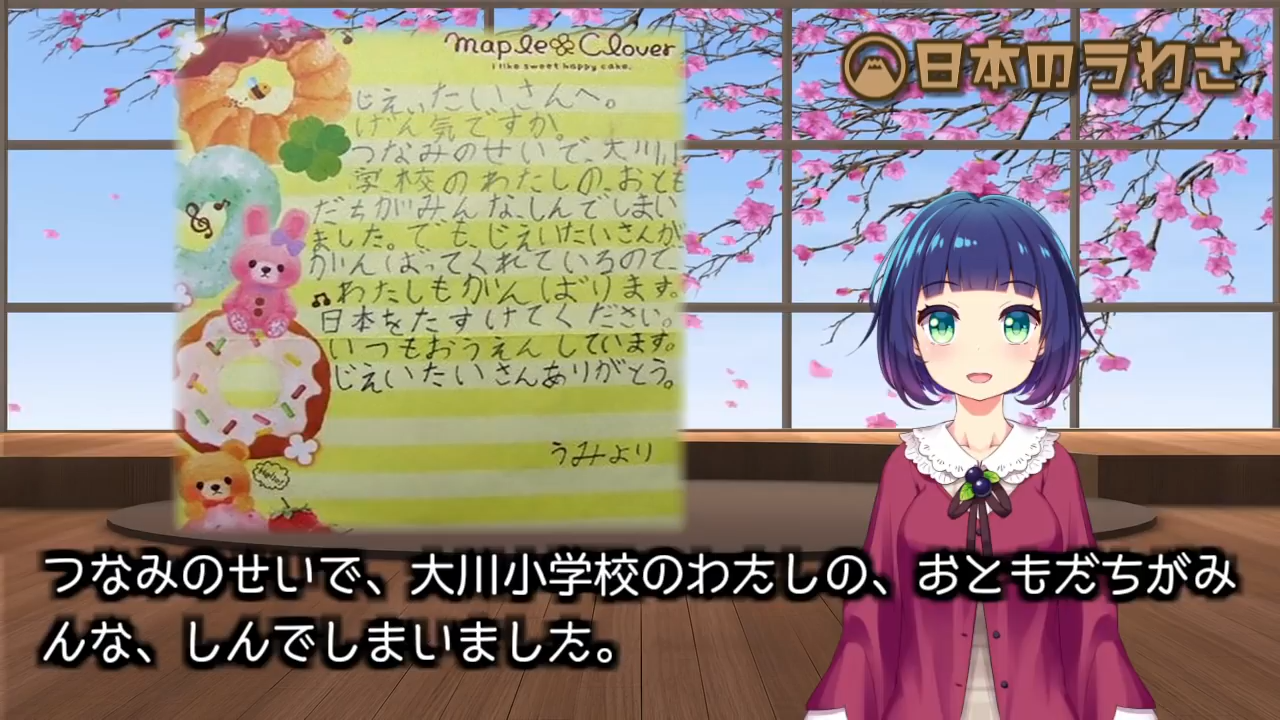 maple Clover
I like sweet happy cake.
日本のうわさ
じぇぃたいさんへ。
げん気ですか。
つなみのせいで、大川小
学校のわたしの、おとも
だちがみんな、しんでしまい
ました。でも、じえいたいさんが
がんばってくれているので、
わたしもがんばります。
日本をたすけてください。
いつもおうえんしています。
じえいたいさんありがとう。
うみより
Hello!
つなみのせいで、大川小学校のわたしの、おともだちがみ
んな、しんでしまいました。